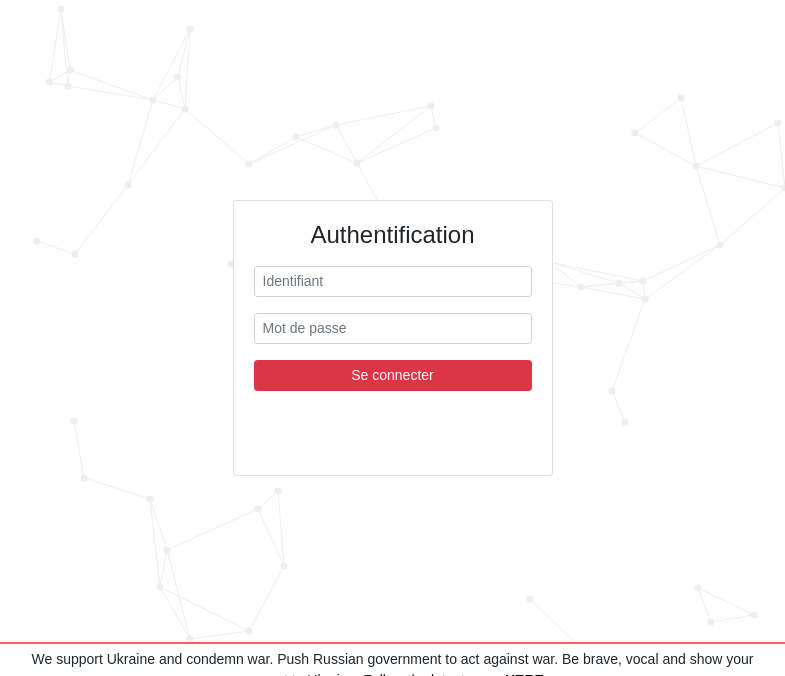 Authentification
Identifiant
Mot de passe
Se connecter
We support Ukraine and condemn war. Push Russian government to act against war. Be brave, vocal and show your